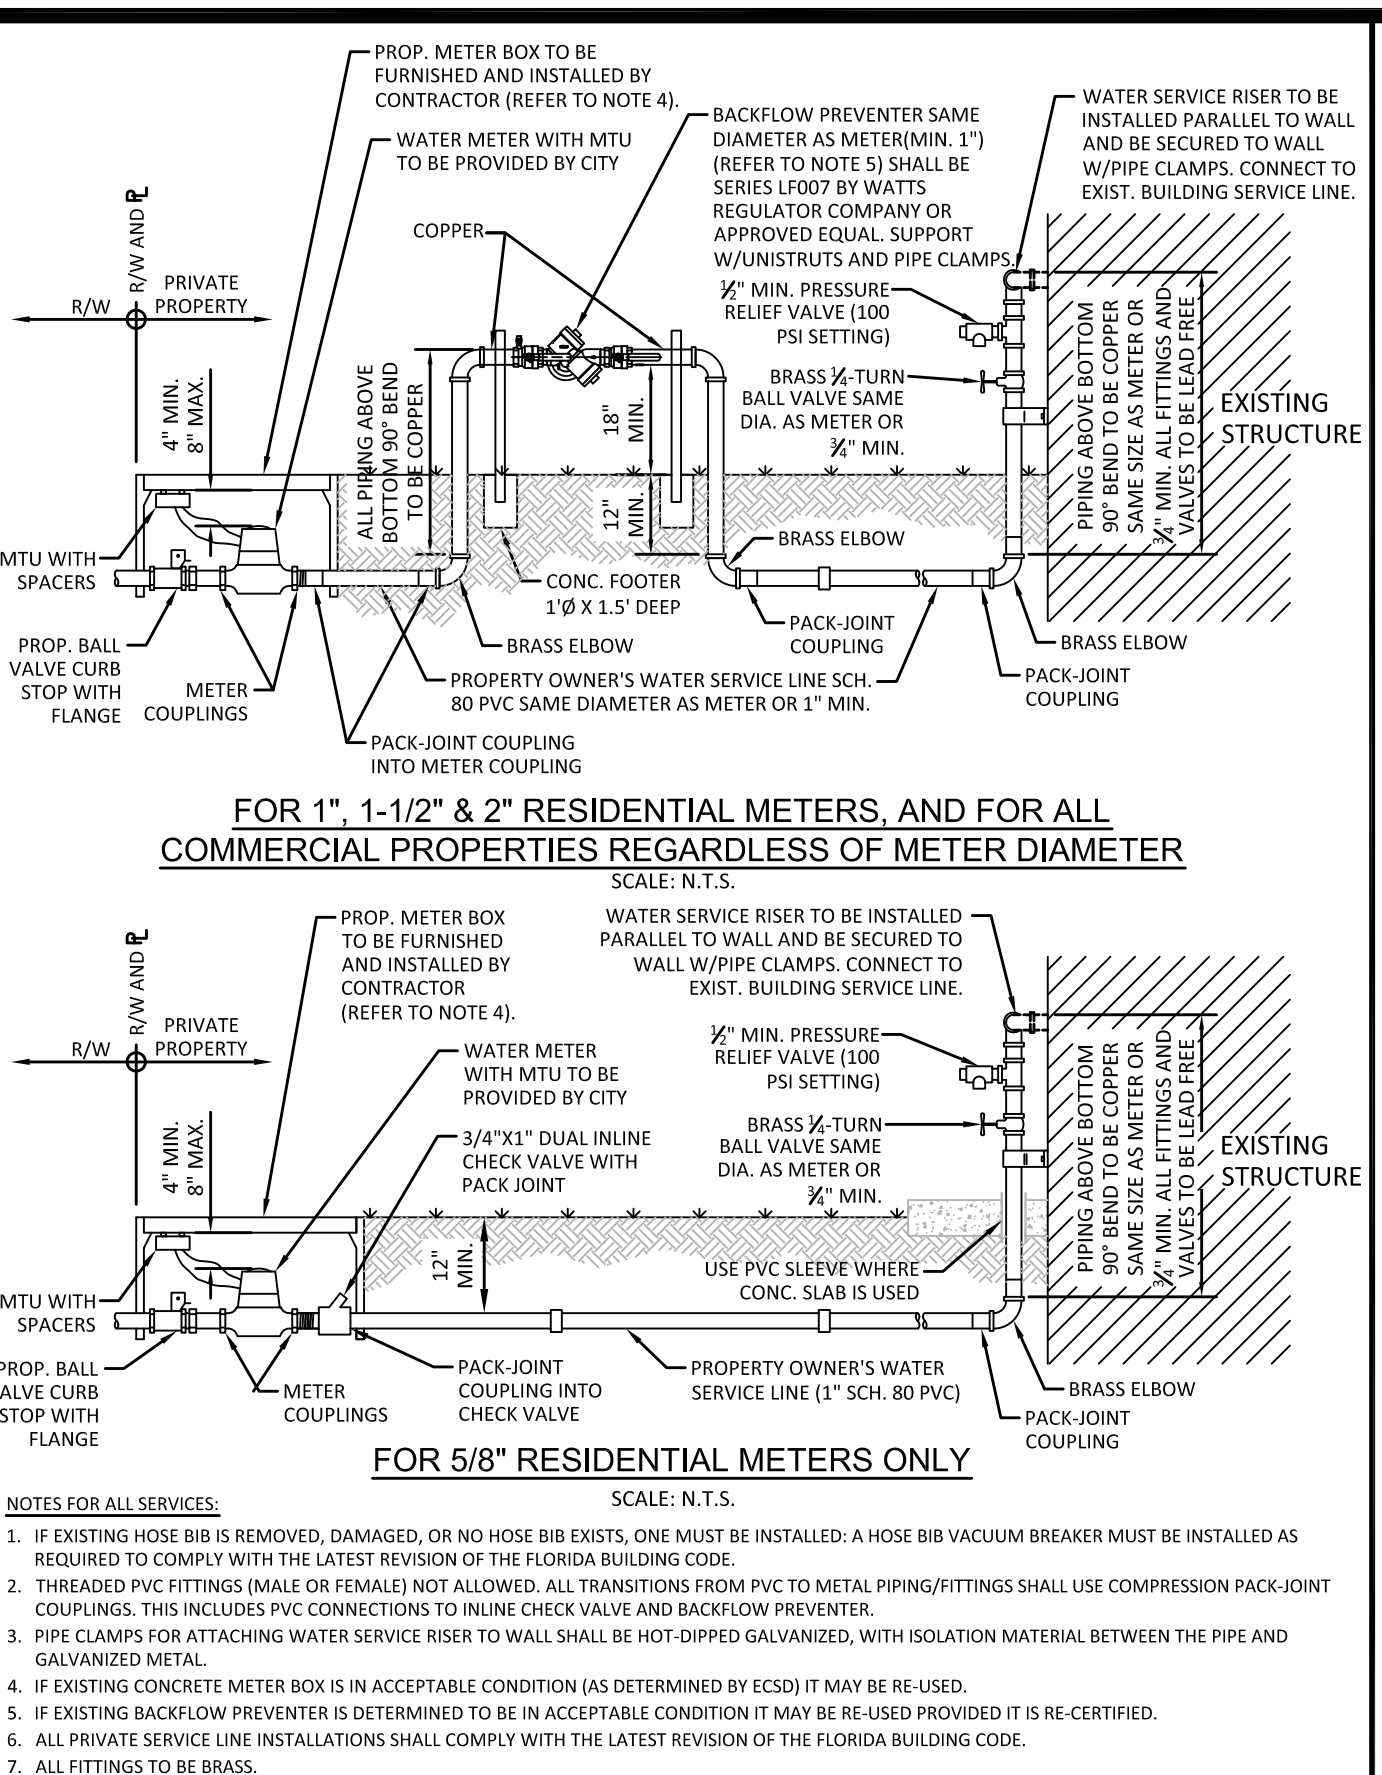 PROP. METER BOX TO BE
FURNISHED AND INSTALLED BY
CONTRACTOR (REFER TO NOTE 4).
WATER METER WITH MTU
TO BE PROVIDED BY CITY
BACKFLOW PREVENTER SAME
DIAMETER AS METER(MIN. 1")
(REFER TO NOTE 5) SHALL BE
SERIES LF007 BY WATTS
REGULATOR COMPANY OR
APPROVED EQUAL. SUPPORT
W/UNISTRUTS AND PIPE CLAMPS.
WATER SERVICE RISER TO BE
INSTALLED PARALLEL TO WALL
AND BE SECURED TO WALL
W/PIPE CLAMPS. CONNECT TO
EXIST. BUILDING SERVICE LINE.
COPPER
R/W AND PL
R/W
PRIVATE
PROPERTY
4" MIN.
8" MAX.
ALL PIPING ABOVE
BOTTOM 90° BEND
TO BE COPPER
18"
MIN.
12"
MIN.
½" MIN. PRESSURE
RELIEF VALVE (100
PSI SETTING)
BRASS ¼-TURN
BALL VALVE SAME
DIA. AS METER OR
¾" MIN.
PIPING ABOVE BOTTOM
90° BEND TO BE COPPER
SAME SIZE AS METER OR
¾" MIN. ALL FITTINGS AND
VALVES TO BE LEAD FREE
EXISTING
STRUCTURE
MTU WITH
SPACERS
PROP. BALL
VALVE CURB
STOP WITH
FLANGE
METER
COUPLINGS
CONC. FOOTER
1'Ø X 1.5' DEEP
BRASS ELBOW
BRASS ELBOW
PACK-JOINT
COUPLING
BRASS ELBOW
PACK-JOINT
COUPLING
PROPERTY OWNER'S WATER SERVICE LINE SCH.
80 PVC SAME DIAMETER AS METER OR 1" MIN.
PACK-JOINT COUPLING
INTO METER COUPLING
FOR 1", 1-1/2" & 2" RESIDENTIAL METERS, AND FOR ALL
COMMERCIAL PROPERTIES REGARDLESS OF METER DIAMETER
SCALE: N.T.S.
PROP. METER BOX
TO BE FURNISHED
AND INSTALLED BY
CONTRACTOR
(REFER TO NOTE 4).
WATER SERVICE RISER TO BE INSTALLED
PARALLEL TO WALL AND BE SECURED TO
WALL W/PIPE CLAMPS. CONNECT TO
EXIST. BUILDING SERVICE LINE.
R/W AND PL
R/W
PRIVATE
PROPERTY
WATER METER
WITH MTU TO BE
PROVIDED BY CITY
3/4"X1" DUAL INLINE
CHECK VALVE WITH
PACK JOINT
4" MIN.
8" MAX.
12"
MIN.
½" MIN. PRESSURE
RELIEF VALVE (100
PSI SETTING)
BRASS ¼-TURN
BALL VALVE SAME
DIA. AS METER OR
¾" MIN.
USE PVC SLEEVE WHERE
CONC. SLAB IS USED
PIPING ABOVE BOTTOM
90° BEND TO BE COPPER
SAME SIZE AS METER OR
¾" MIN. ALL FITTINGS AND
VALVES TO BE LEAD FREE
EXISTING
STRUCTURE
MTU WITH
SPACERS
PROP. BALL
ALVE CURB
STOP WITH
FLANGE
METER
COUPLINGS
PACK-JOINT
COUPLING INTO
CHECK VALVE
PROPERTY OWNER'S WATER
SERVICE LINE (1" SCH. 80 PVC)
BRASS ELBOW
PACK-JOINT
COUPLING
FOR 5/8" RESIDENTIAL METERS ONLY
SCALE: N.T.S.
NOTES FOR ALL SERVICES:
1. IF EXISTING HOSE BIB IS REMOVED, DAMAGED, OR NO HOSE BIB EXISTS, ONE MUST BE INSTALLED: A HOSE BIB VACUUM BREAKER MUST BE INSTALLED AS
REQUIRED TO COMPLY WITH THE LATEST REVISION OF THE FLORIDA BUILDING CODE.
2. THREADED PVC FITTINGS (MALE OR FEMALE) NOT ALLOWED. ALL TRANSITIONS FROM PVC TO METAL PIPING/FITTINGS SHALL USE COMPRESSION PACK-JOINT
COUPLINGS. THIS INCLUDES PVC CONNECTIONS TO INLINE CHECK VALVE AND BACKFLOW PREVENTER.
3. PIPE CLAMPS FOR ATTACHING WATER SERVICE RISER TO WALL SHALL BE HOT-DIPPED GALVANIZED, WITH ISOLATION MATERIAL BETWEEN THE PIPE AND
GALVANIZED METAL.
4. IF EXISTING CONCRETE METER BOX IS IN ACCEPTABLE CONDITION (AS DETERMINED BY ECSD) IT MAY BE RE-USED.
5. IF EXISTING BACKFLOW PREVENTER IS DETERMINED TO BE IN ACCEPTABLE CONDITION IT MAY BE RE-USED PROVIDED IT IS RE-CERTIFIED.
6. ALL PRIVATE SERVICE LINE INSTALLATIONS SHALL COMPLY WITH THE LATEST REVISION OF THE FLORIDA BUILDING CODE.
7. ALL FITTINGS TO BE BRASS.